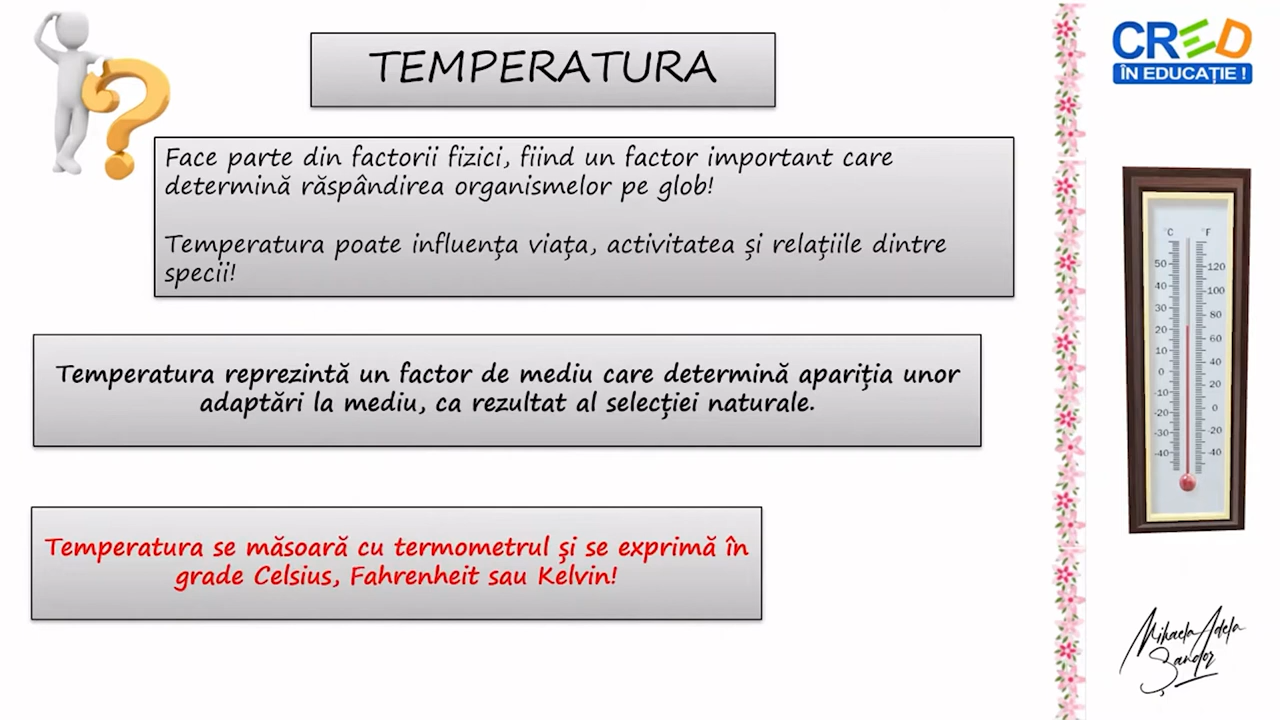 TEMPERATURA
CRED
ÎN EDUCAȚIE !
Face parte din factorii fizici, fiind un factor important care
determină răspândirea organismelor pe glob!
Temperatura poate influența viața, activitatea și relațiile dintre
specii!
Temperatura reprezintă un factor de mediu care determină apariția unor
adaptări la mediu, ca rezultat al selecției naturale.
Temperatura se măsoară cu termometrul și se exprimă în
grade Celsius, Fahrenheit sau Kelvin!
°C °F
50 120
40 100
30 80
20 60
10 40
0 20
-10 0
-20 -20
-30 -40
-40
Mihaela Adela
Șandor